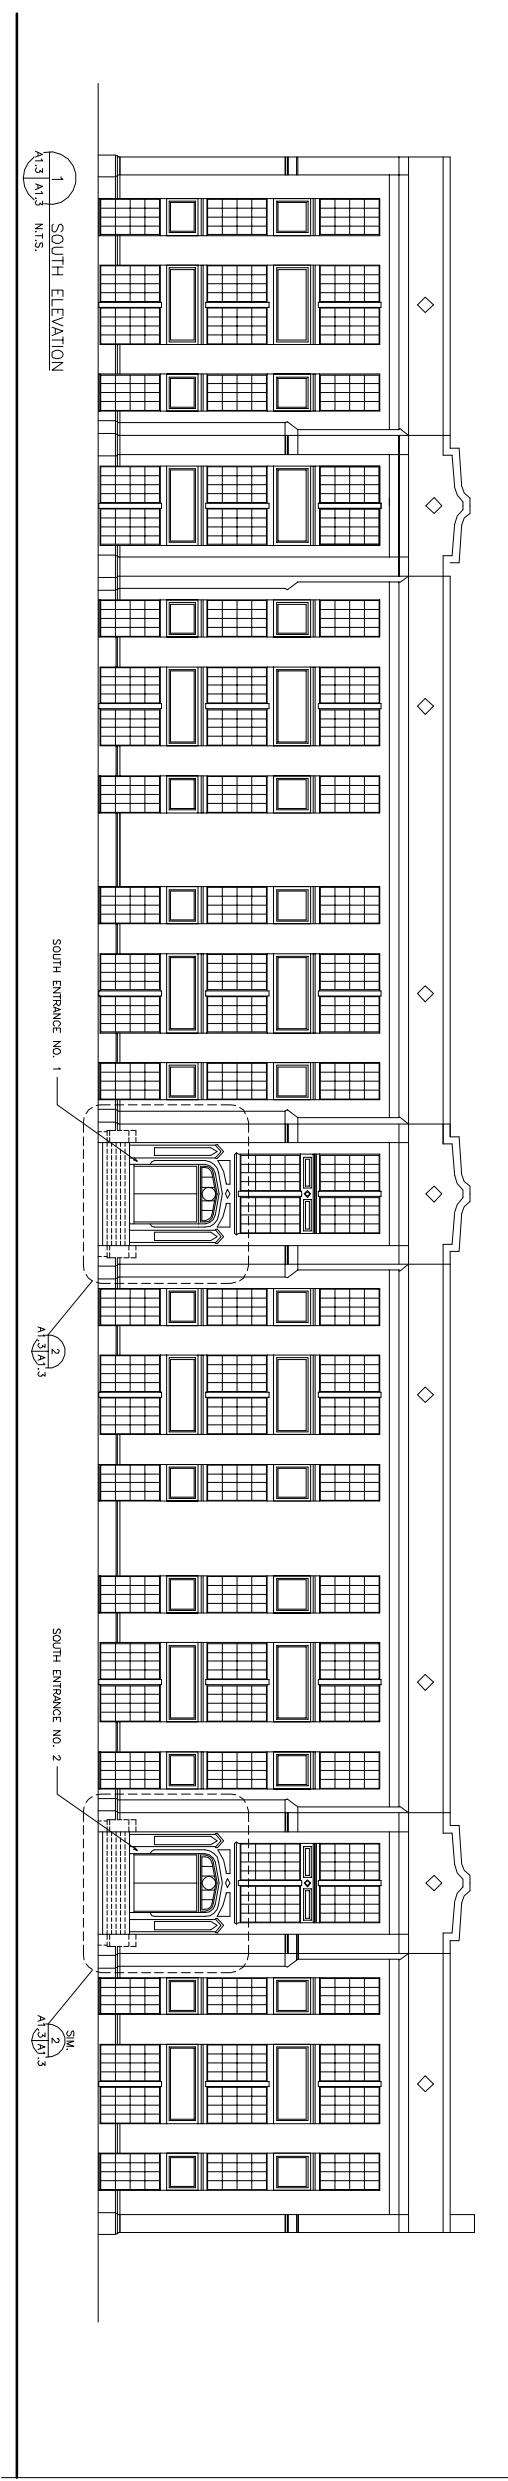 1
A1.3 A1.3
SOUTH ELEVATION
N.T.S.
SOUTH ENTRANCE NO. 1
2
A1.3 A1.3
SOUTH ENTRANCE NO. 2
SIM.
2
A1.3 A1.3